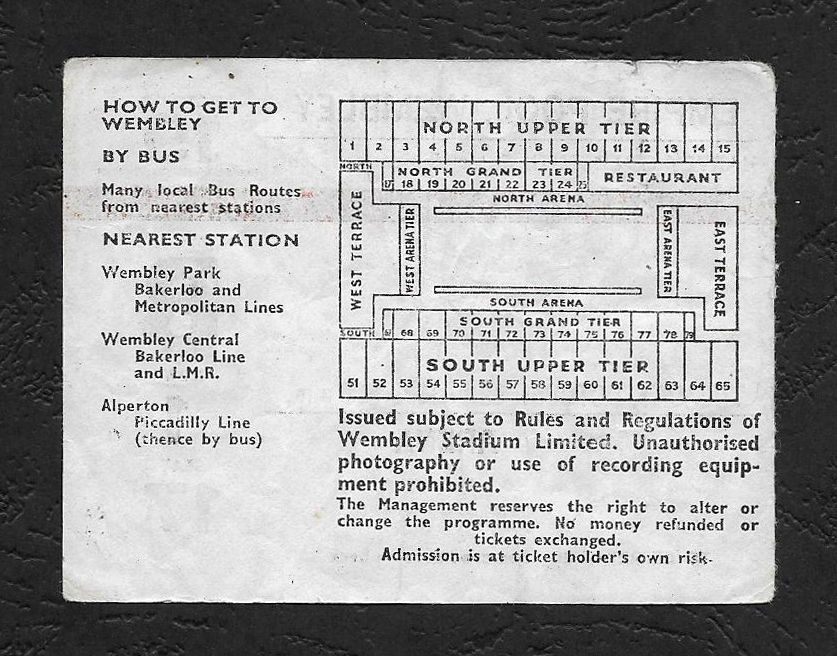 HOW TO GET TO
WEMBLEY
BY BUS
Many local Bus Routes
from nearest stations
NEAREST STATION
Wembley Park
Bakerloo and
Metropolitan Lines
Wembley Central
Bakerloo Line
and L.M.R.
Alperton
Piccadilly Line
(thence by bus)
NORTH UPPER TIER
1 2 3 4 5 6 7 8 9 10 11 12 13 14 15
NORTH
NORTH GRAND TIER
RESTAURANT
17 18 19 20 21 22 23 24 25
NORTH ARENA
WEST TERRACE
WEST ARENA TIER
EAST ARENA TIER
EAST TERRACE
SOUTH ARENA
SOUTH GRAND TIER
SOUTH
67 68 69 70 71 72 73 74 75 76 77 78 79
SOUTH UPPER TIER
51 52 53 54 55 56 57 58 59 60 61 62 63 64 65
Issued subject to Rules and Regulations of
Wembley Stadium Limited. Unauthorised
photography or use of recording equip-
ment prohibited.
The Management reserves the right to alter or
change the programme. No money refunded or
tickets exchanged.
Admission is at ticket holder's own risk.